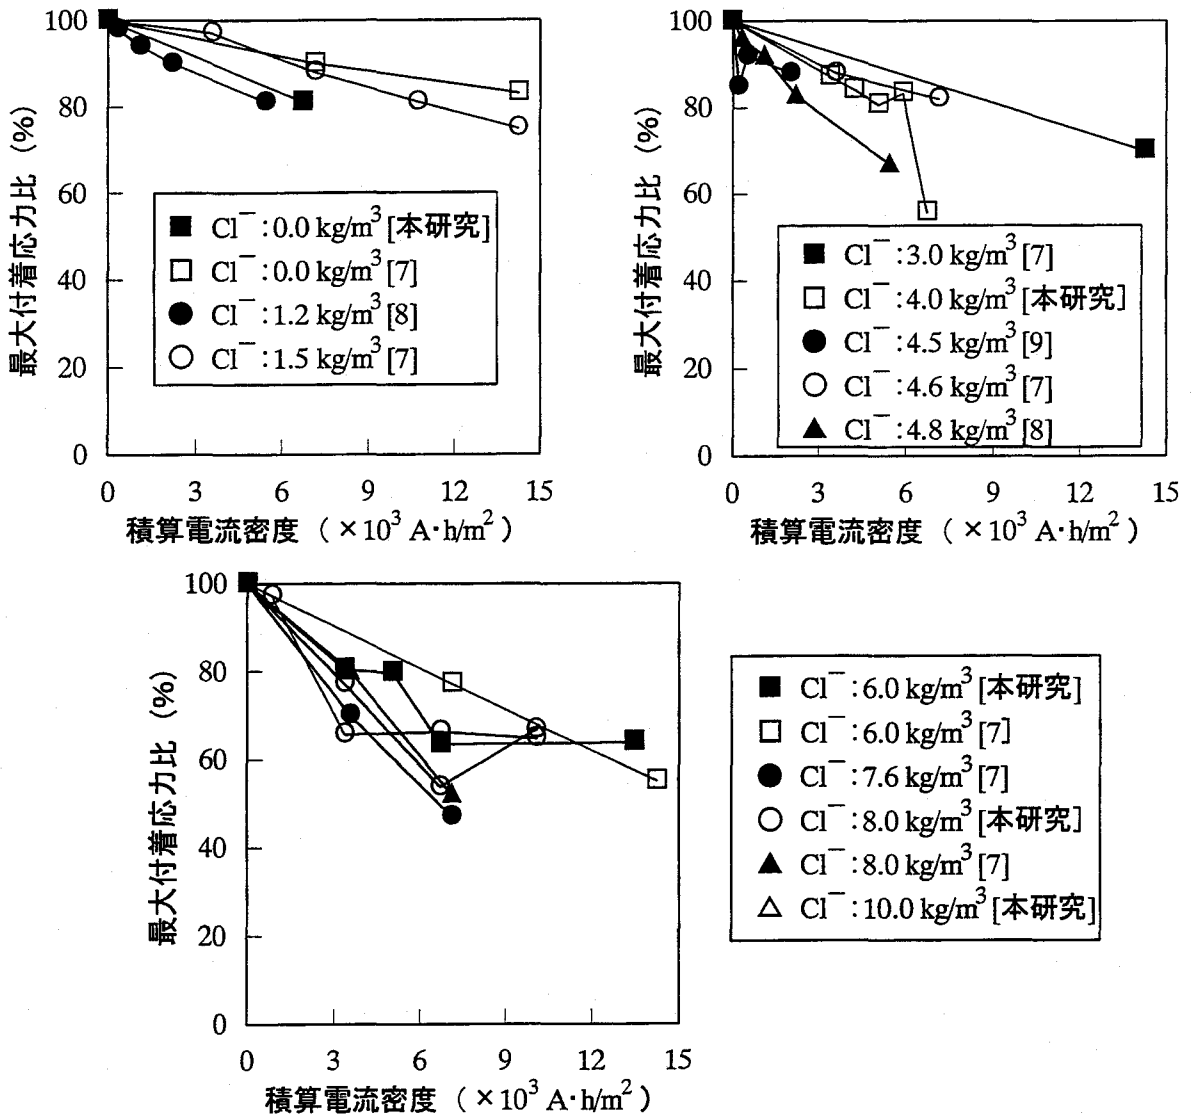 100
80
60
40
20
0
最大付着応力比 (%)
Cl⁻:0.0 kg/m³ [本研究]
Cl⁻:0.0 kg/m³ [7]
Cl⁻:1.2 kg/m³ [8]
Cl⁻:1.5 kg/m³ [7]
0 3 6 9 12 15
積算電流密度 (×10³ A·h/m²)
100
80
60
40
20
0
最大付着応力比 (%)
Cl⁻:3.0 kg/m³ [7]
Cl⁻:4.0 kg/m³ [本研究]
Cl⁻:4.5 kg/m³ [9]
Cl⁻:4.6 kg/m³ [7]
Cl⁻:4.8 kg/m³ [8]
0 3 6 9 12 15
積算電流密度 (×10³ A·h/m²)
100
80
60
40
20
0
最大付着応力比 (%)
0 3 6 9 12 15
積算電流密度 (×10³ A·h/m²)
Cl⁻:6.0 kg/m³ [本研究]
Cl⁻:6.0 kg/m³ [7]
Cl⁻:7.6 kg/m³ [7]
Cl⁻:8.0 kg/m³ [本研究]
Cl⁻:8.0 kg/m³ [7]
Cl⁻:10.0 kg/m³ [本研究]